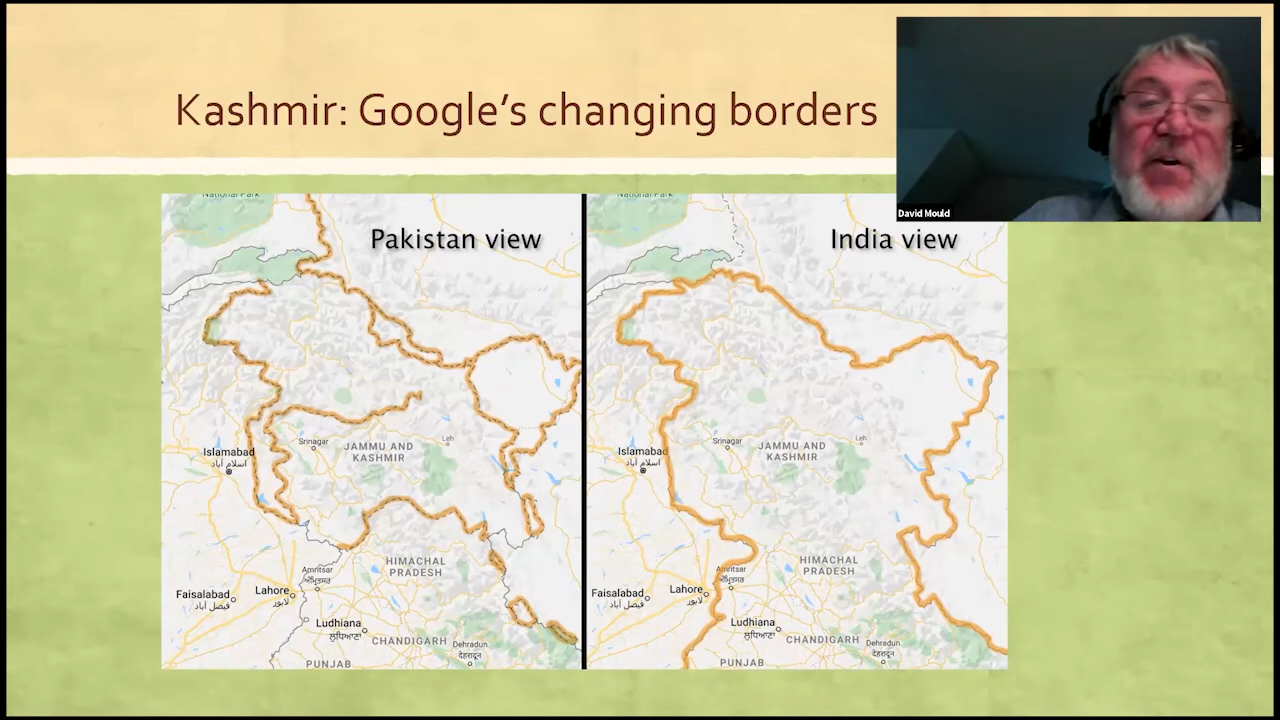 Kashmir: Google's changing borders
David Mould
National Park
Pakistan view
Srinagar
Leh
JAMMU AND
KASHMIR
Islamabad
اسلام آباد
HIMACHAL
PRADESH
Amritsar
ਅੰਮ੍ਰਿਤਸਰ
Faisalabad
فیصل آباد
Lahore
لاہور
Ludhiana
ਲੁਧਿਆਣਾ
CHANDIGARH
Dehradun
देहरादून
PUNJAB
National Park
India view
Srinagar
Leh
JAMMU AND
KASHMIR
Islamabad
اسلام آباد
HIMACHAL
PRADESH
Amritsar
ਅੰਮ੍ਰਿਤਸਰ
Faisalabad
فیصل آباد
Lahore
لاہور
Ludhiana
ਲੁਧਿਆਣਾ
CHANDIGARH
Dehradun
देहरादून
PUNJAB